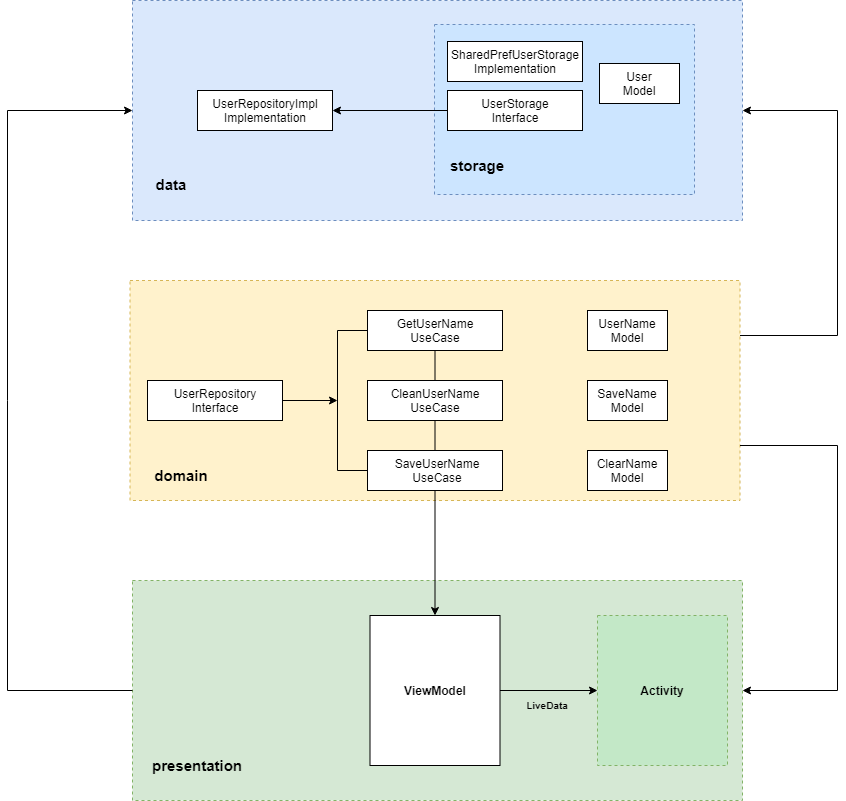 SharedPrefUserStorage
Implementation
User
Model
UserRepositoryImpl
Implementation
UserStorage
Interface
storage
data
GetUserName
UseCase
UserName
Model
UserRepository
Interface
CleanUserName
UseCase
SaveName
Model
SaveUserName
UseCase
ClearName
Model
domain
ViewModel
LiveData
Activity
presentation